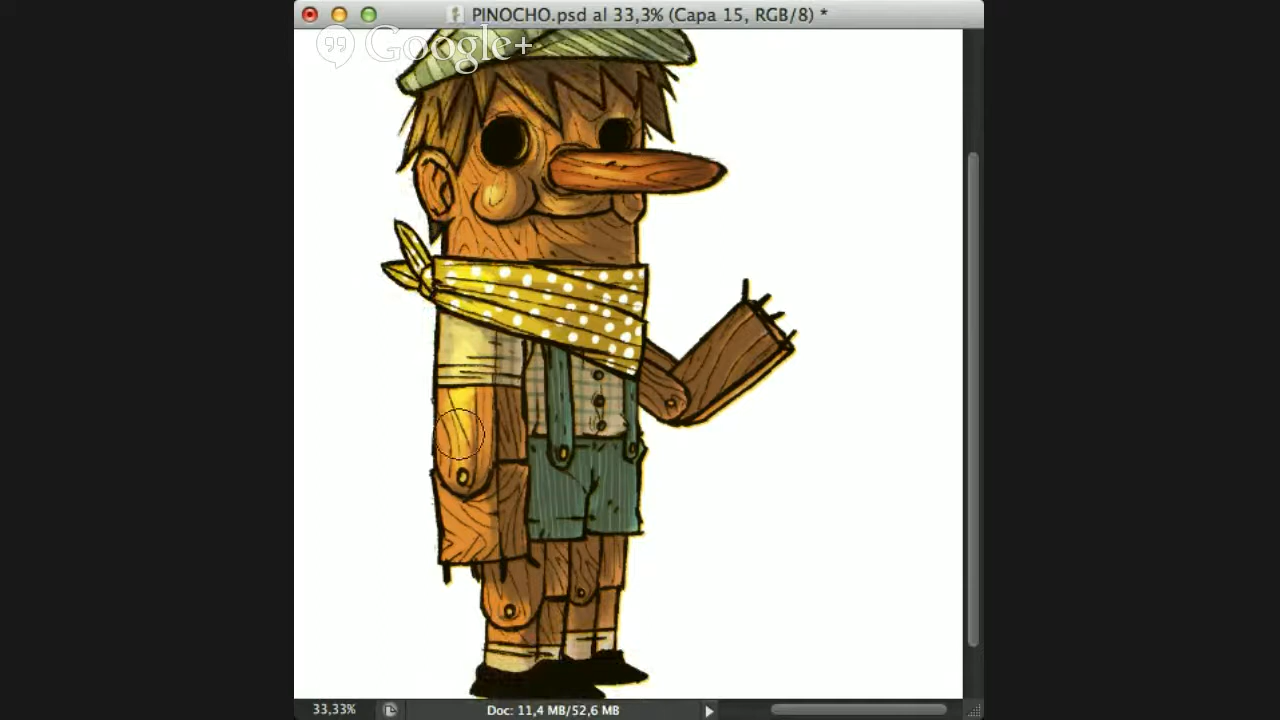 PINOCHO.psd al 33,3% (Capa 15, RGB/8) *
Google+
33,33%
Doc: 11,4 MB/52,6 MB